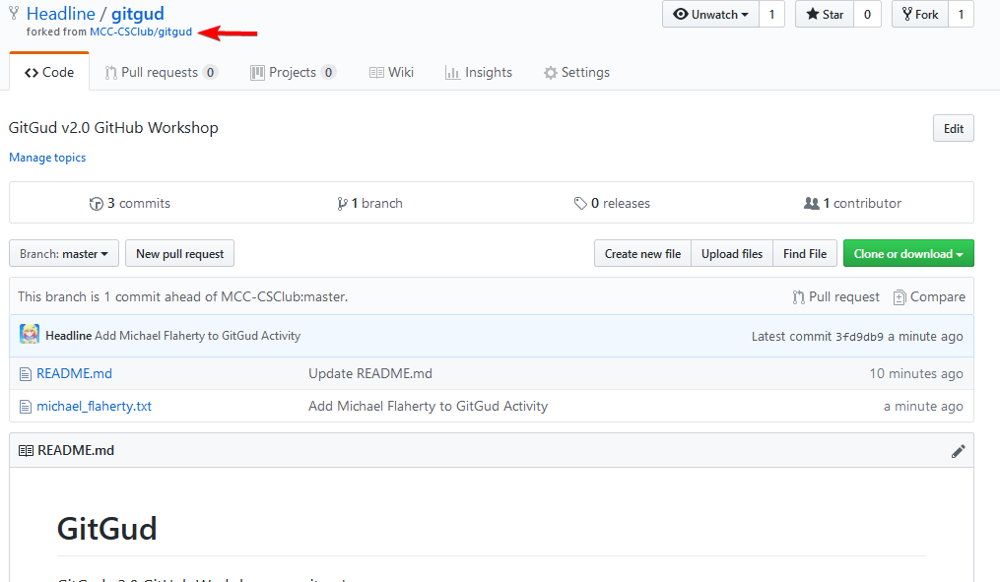 Headline / gitgud
Unwatch 1 Star 0 Fork 1
forked from MCC-CSClub/gitgud
Code Pull requests 0 Projects 0 Wiki Insights Settings
GitGud v2.0 GitHub Workshop
Edit
Manage topics
3 commits 1 branch 0 releases 1 contributor
Branch: master New pull request Create new file Upload files Find File Clone or download
This branch is 1 commit ahead of MCC-CSClub:master. Pull request Compare
Headline Add Michael Flaherty to GitGud Activity Latest commit 3fd9db9 a minute ago
README.md Update README.md 10 minutes ago
michael_flaherty.txt Add Michael Flaherty to GitGud Activity a minute ago
README.md
GitGud